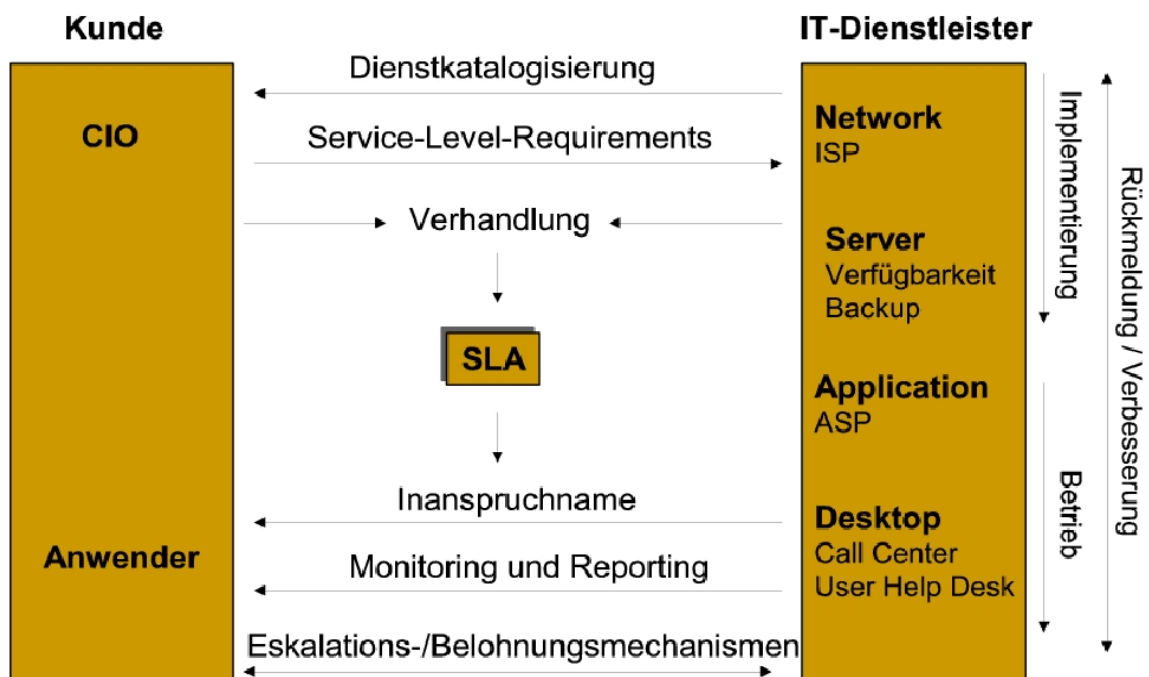 Kunde
IT-Dienstleister
CIO
Dienstkatalogisierung
Service-Level-Requirements
Verhandlung
SLA
Inanspruchname
Anwender
Monitoring und Reporting
Eskalations-/Belohnungsmechanismen
Network
ISP
Server
Verfügbarkeit
Backup
Application
ASP
Desktop
Call Center
User Help Desk
Implementierung
Betrieb
Rückmeldung / Verbesserung